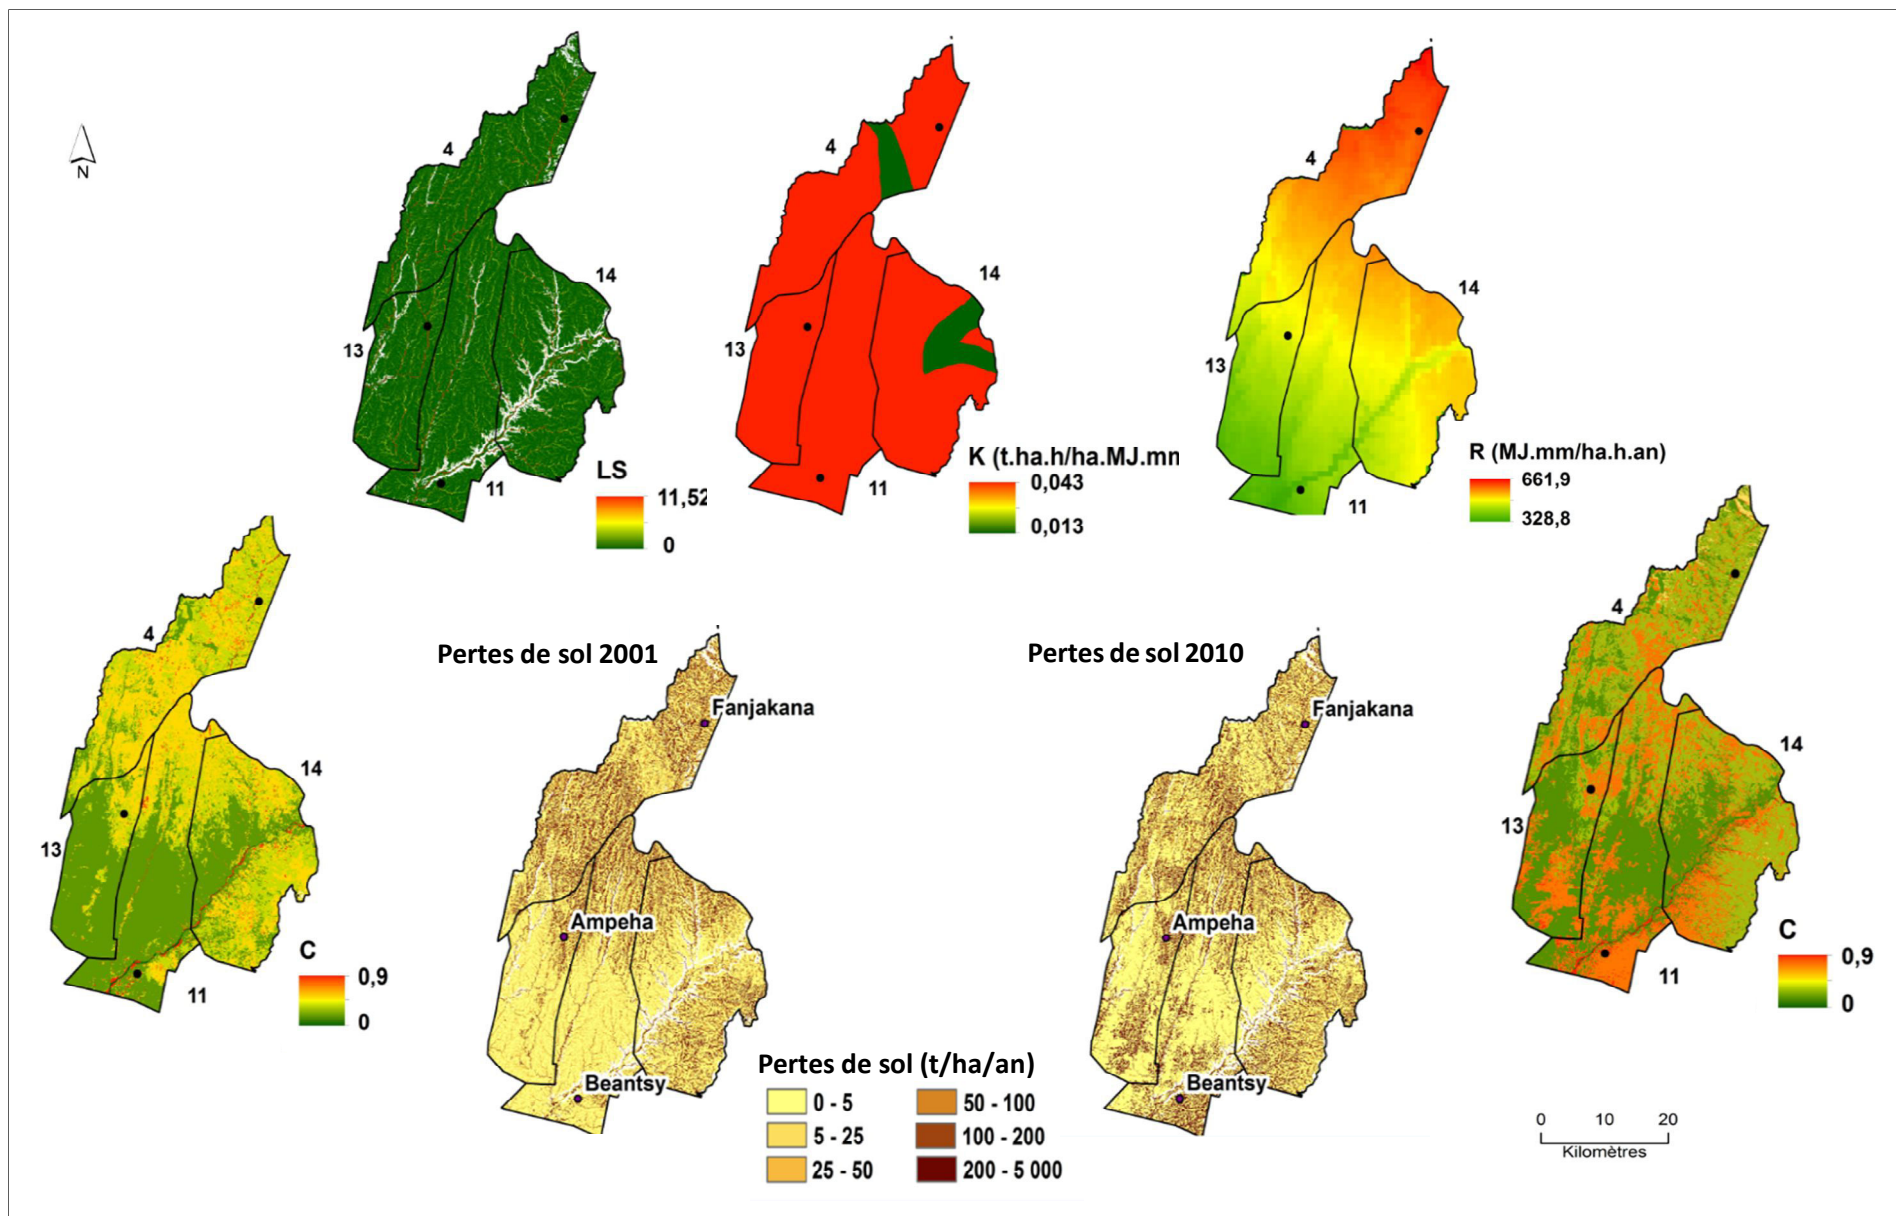 N
4
13
14
11
LS
11,52
0
4
13
14
11
K (t.ha.h/ha.MJ.mm
0,043
0,013
4
13
14
11
R (MJ.mm/ha.h.an)
661,9
328,8
4
13
14
11
C
0,9
0
Pertes de sol 2001
Fanjakana
Ampeha
Beantsy
Pertes de sol 2010
Fanjakana
Ampeha
Beantsy
4
13
14
11
C
0,9
0
Pertes de sol (t/ha/an)
0 - 5
50 - 100
5 - 25
100 - 200
25 - 50
200 - 5 000
0 10 20
Kilomètres